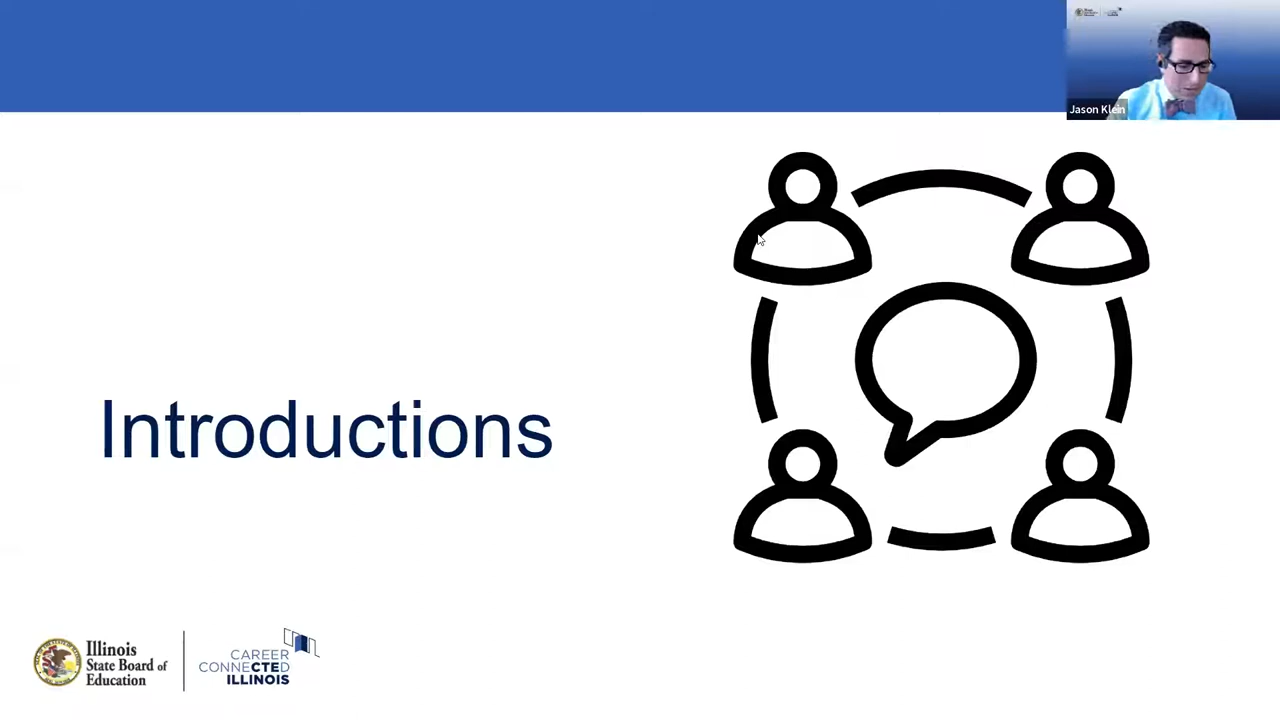 Jason Klein
Introductions
Illinois
State Board of
Education
CAREER
CONNECTED
ILLINOIS